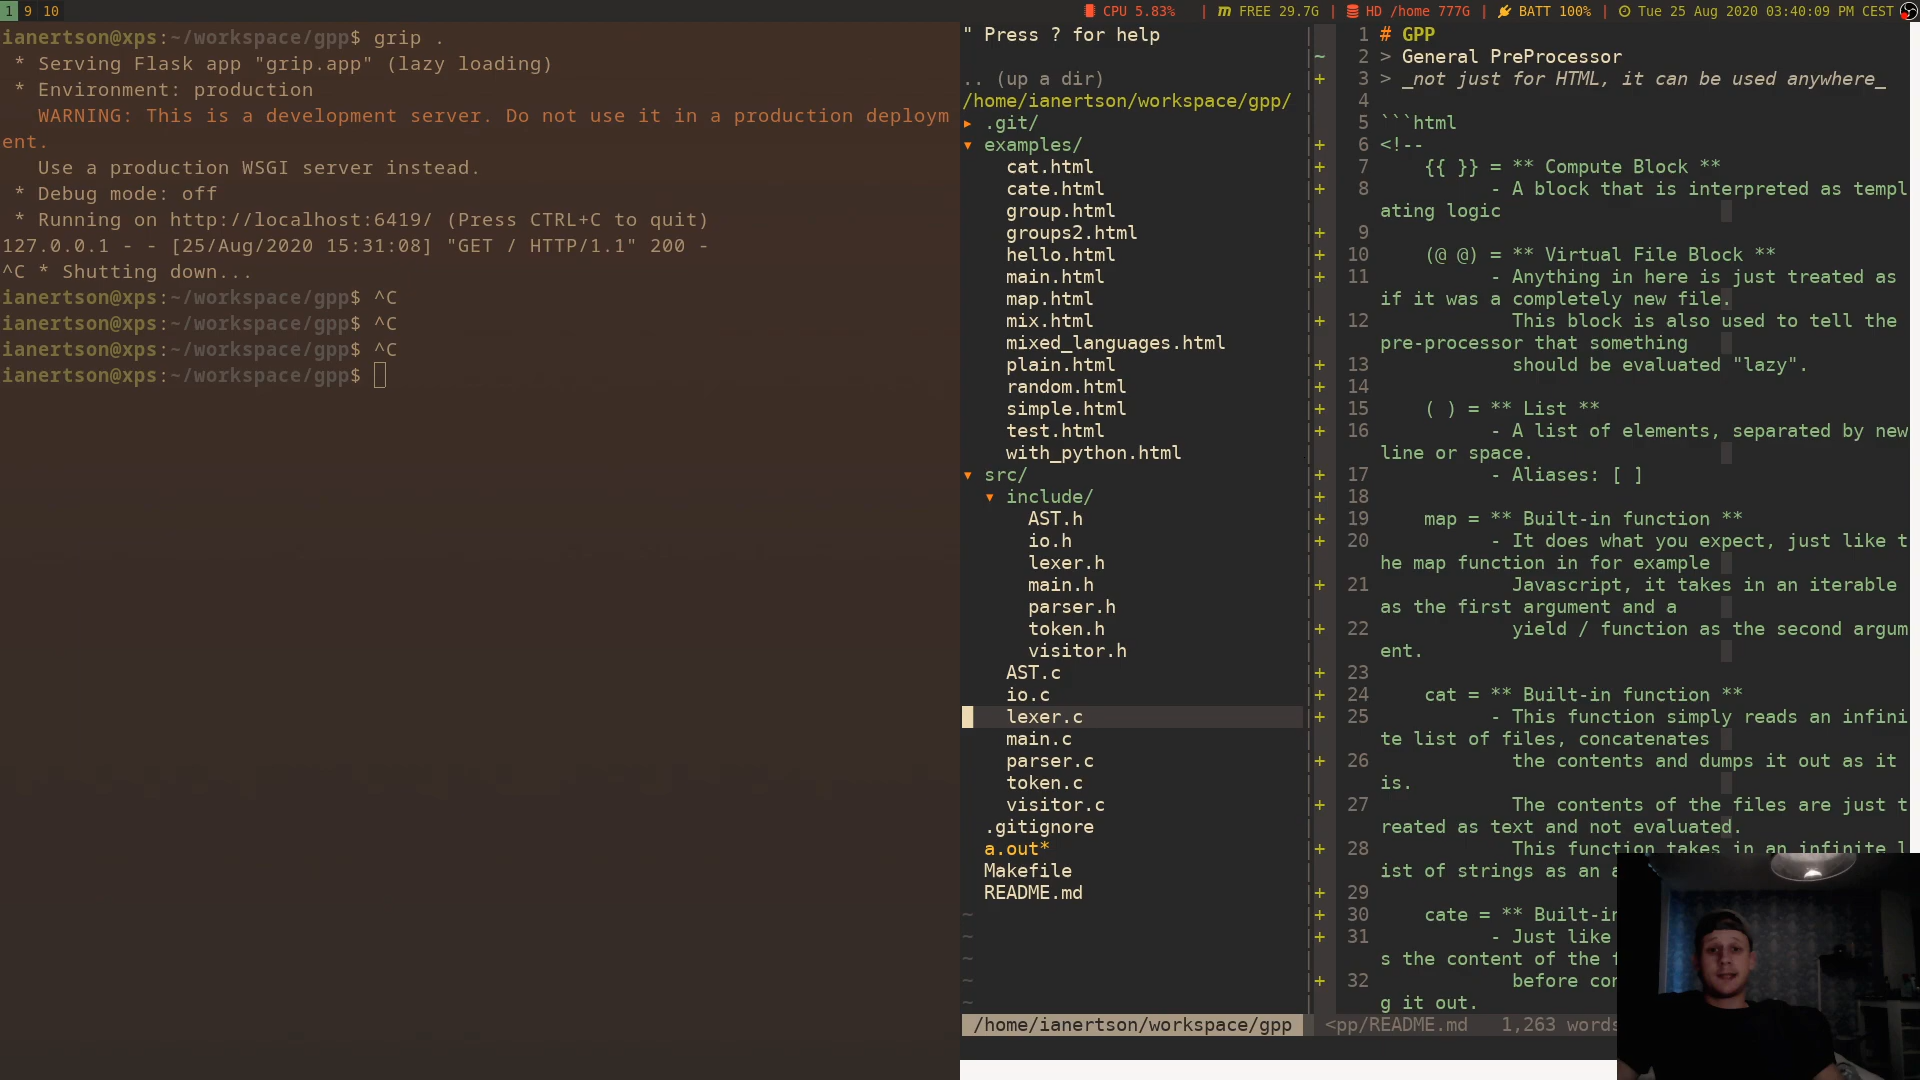 1 9 10
CPU 5.83% | m FREE 29.7G | HD /home 777G | BATT 100% | Tue 25 Aug 2020 03:40:09 PM CEST
ianertson@xps:~/workspace/gpp$ grip .
* Serving Flask app "grip.app" (lazy loading)
* Environment: production
WARNING: This is a development server. Do not use it in a production deploym
ent.
Use a production WSGI server instead.
* Debug mode: off
* Running on http://localhost:6419/ (Press CTRL+C to quit)
127.0.0.1 - - [25/Aug/2020 15:31:08] "GET / HTTP/1.1" 200 -
^C * Shutting down...
ianertson@xps:~/workspace/gpp$ ^C
ianertson@xps:~/workspace/gpp$ ^C
ianertson@xps:~/workspace/gpp$ ^C
ianertson@xps:~/workspace/gpp$
" Press ? for help
.. (up a dir)
/home/ianertson/workspace/gpp/
▸ .git/
▾ examples/
cat.html
cate.html
group.html
groups2.html
hello.html
main.html
map.html
mix.html
mixed_languages.html
plain.html
random.html
simple.html
test.html
with_python.html
▾ src/
▾ include/
AST.h
io.h
lexer.h
main.h
parser.h
token.h
visitor.h
AST.c
io.c
lexer.c
main.c
parser.c
token.c
visitor.c
.gitignore
a.out*
Makefile
README.md
~
~
~
~
~
/home/ianertson/workspace/gpp
1 # GPP
~ 2 > General PreProcessor
+ 3 > _not just for HTML, it can be used anywhere_
4
5 ```html
+ 6 <!--
+ 7 {{ }} = ** Compute Block **
+ 8 - A block that is interpreted as templ
ating logic
+ 9
+ 10 (@ @) = ** Virtual File Block **
+ 11 - Anything in here is just treated as
if it was a completely new file.
+ 12 This block is also used to tell the
pre-processor that something
+ 13 should be evaluated "lazy".
+ 14
+ 15 ( ) = ** List **
+ 16 - A list of elements, separated by new
line or space.
+ 17 - Aliases: [ ]
+ 18
+ 19 map = ** Built-in function **
+ 20 - It does what you expect, just like t
he map function in for example
+ 21 Javascript, it takes in an iterable
as the first argument and a
+ 22 yield / function as the second argum
ent.
+ 23
+ 24 cat = ** Built-in function **
+ 25 - This function simply reads an infini
te list of files, concatenates
+ 26 the contents and dumps it out as it
is.
+ 27 The contents of the files are just t
reated as text and not evaluated.
+ 28 This function takes in an infinite l
ist of strings as an a
+ 29
+ 30 cate = ** Built-in
+ 31 - Just like
s the content of the f
+ 32 before con
g it out.
<pp/README.md 1,263 words